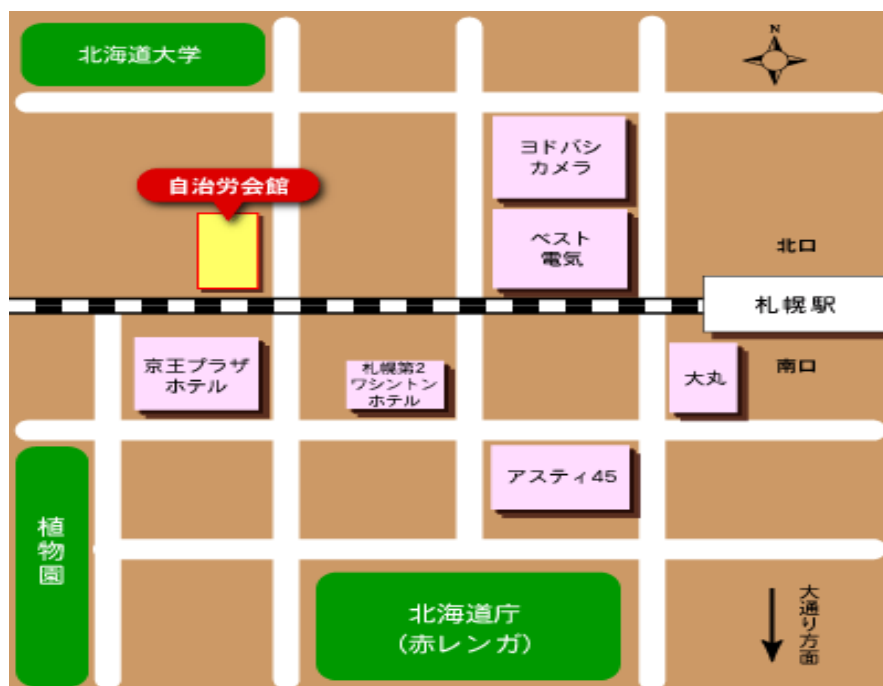 北海道大学
N
ヨドバシ
カメラ
自治労会館
ベスト
電気
北口
札幌駅
京王プラザ
ホテル
札幌第2
ワシントン
ホテル
大丸
南口
アスティ45
植物園
北海道庁
(赤レンガ)
大通り方面